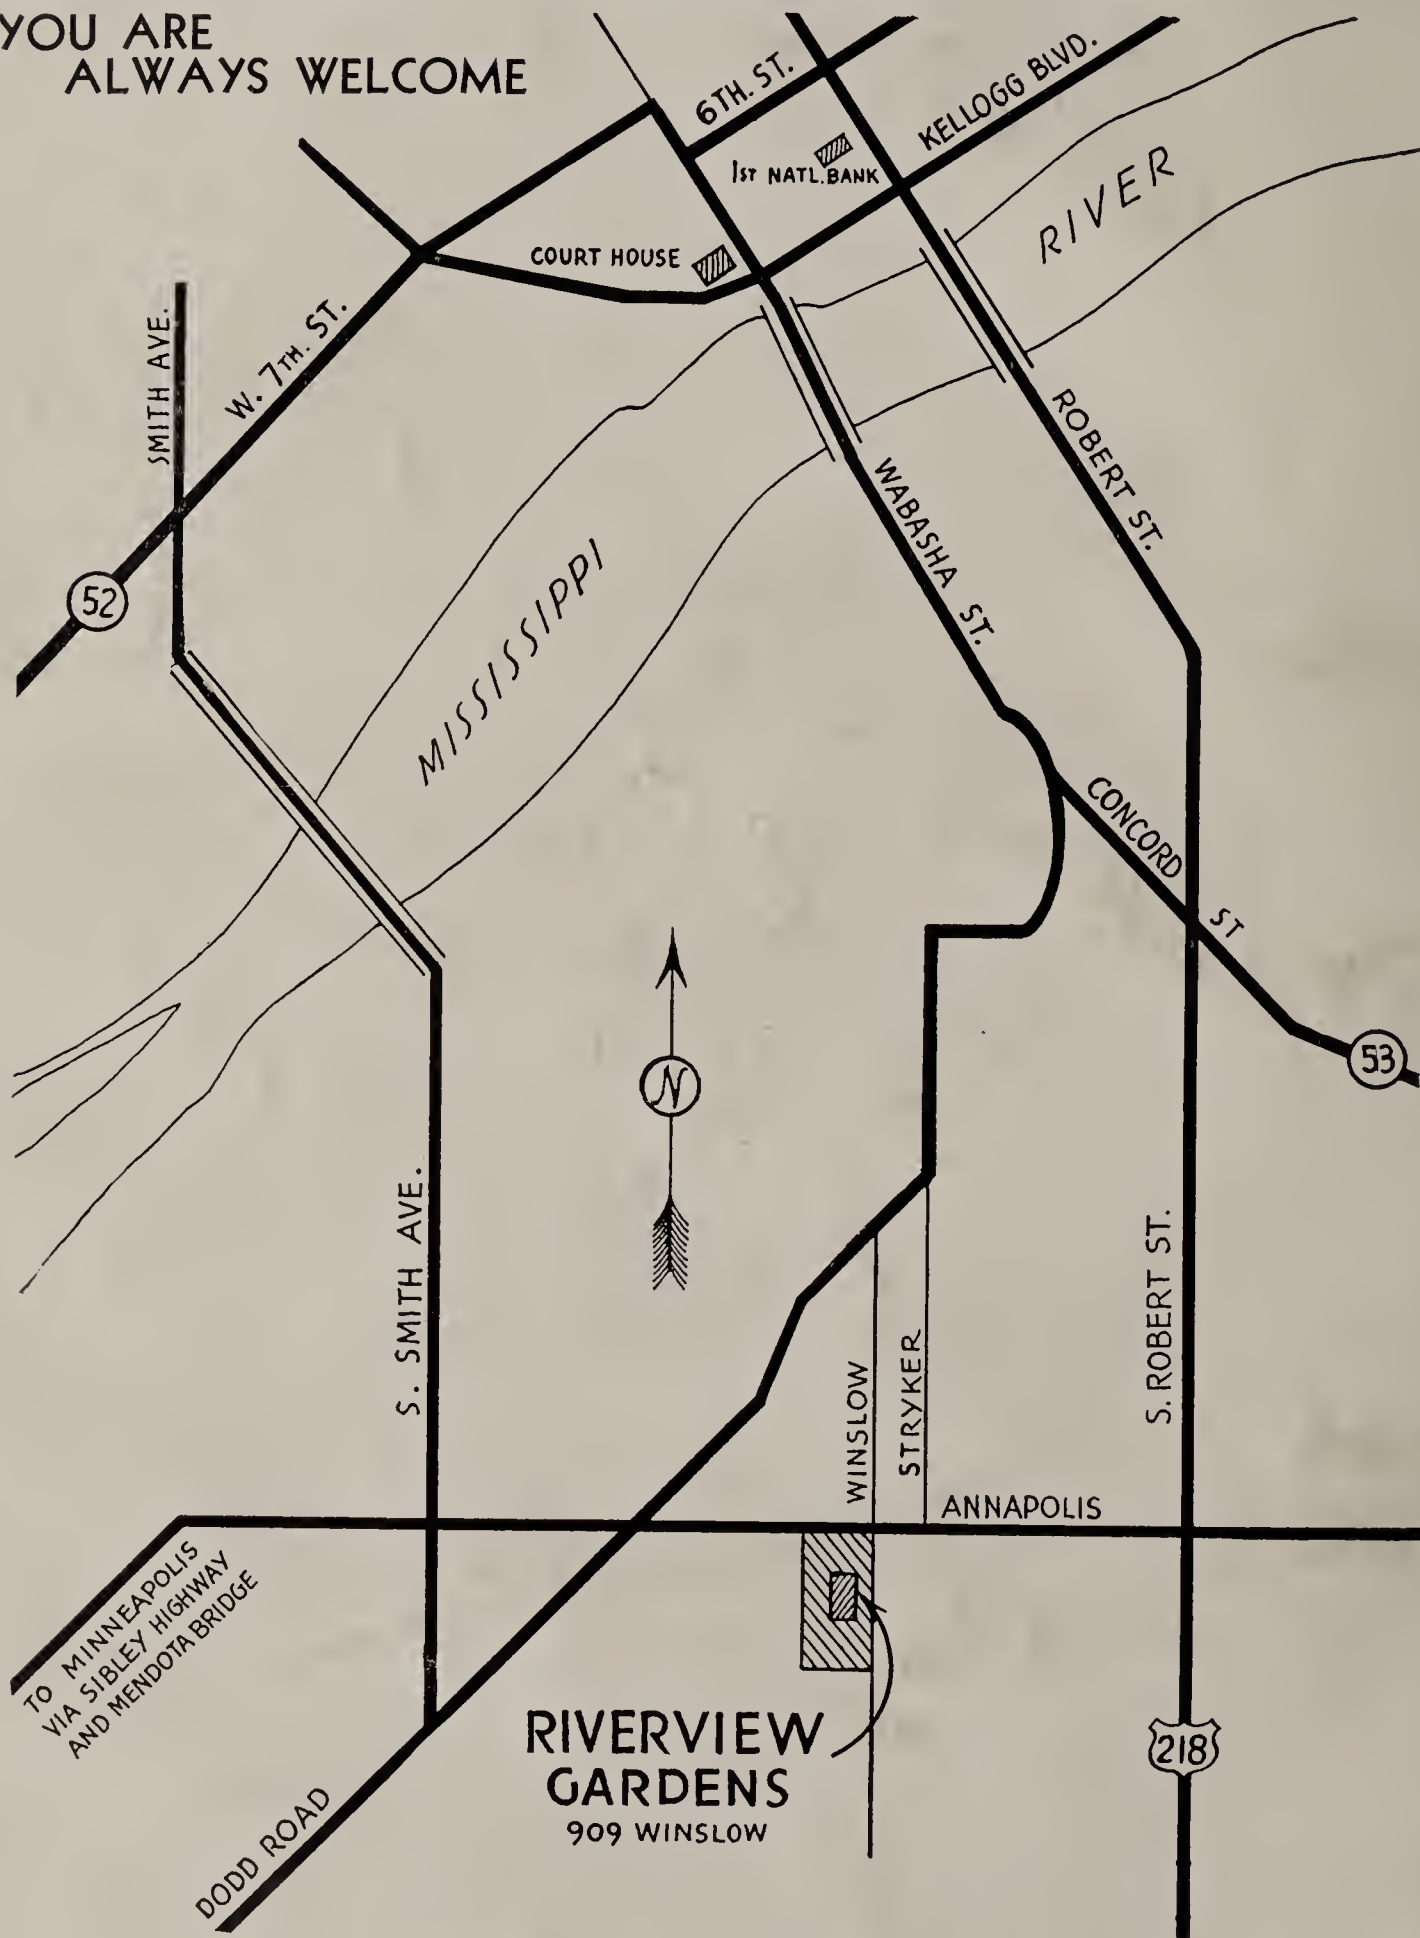 YOU ARE
ALWAYS WELCOME
6TH. ST.
KELLOGG BLVD.
1ST NATL. BANK
RIVER
COURT HOUSE
SMITH AVE.
W. 7TH. ST.
ROBERT ST.
WABASHA ST.
52
MISSISSIPPI
CONCORD ST
53
N
S. SMITH AVE.
S. ROBERT ST.
WINSLOW
STRYKER
ANNAPOLIS
TO MINNEAPOLIS
VIA SIBLEY HIGHWAY
AND MENDOTA BRIDGE
RIVERVIEW
GARDENS
909 WINSLOW
218
DODD ROAD